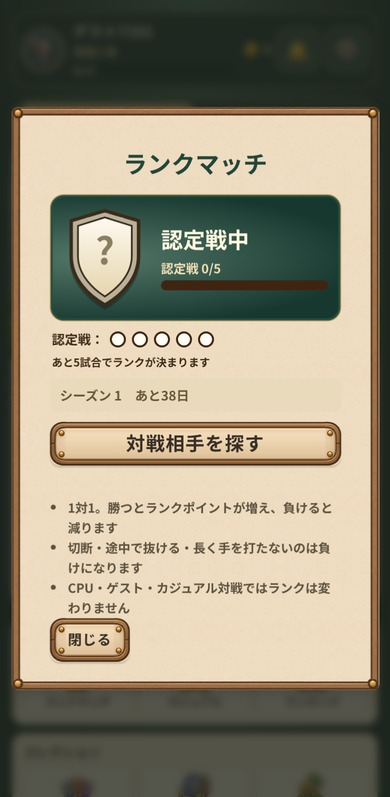 ランクマッチ
?
認定戦中
認定戦 0/5
認定戦：
あと5試合でランクが決まります
シーズン 1　あと38日
対戦相手を探す
• 1対1。勝つとランクポイントが増え、負けると
減ります
• 切断・途中で抜ける・長く手を打たないのは負
けになります
• CPU・ゲスト・カジュアル対戦ではランクは変
わりません
閉じる